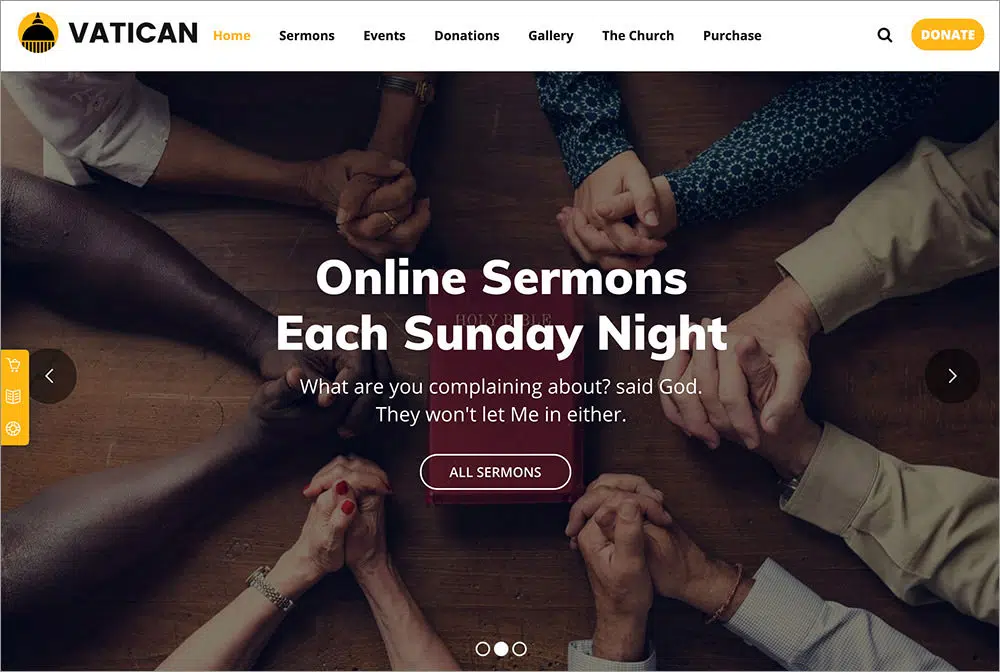 VATICAN
Home
Sermons
Events
Donations
Gallery
The Church
Purchase
DONATE
HOLY BIBLE
Online Sermons
Each Sunday Night
What are you complaining about? said God.
They won't let Me in either.
ALL SERMONS